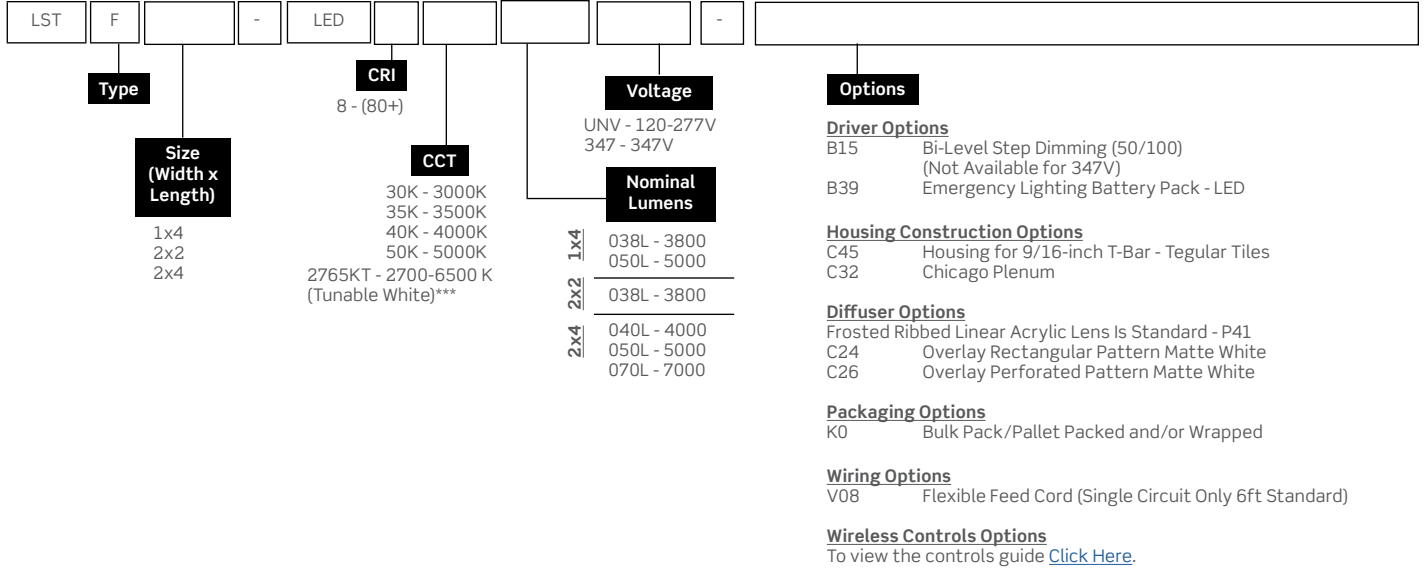 LST F - LED -
Type
Size
(Width x
Length)
1x4
2x2
2x4
CRI
8 - (80+)
CCT
30K - 3000K
35K - 3500K
40K - 4000K
50K - 5000K
2765KT - 2700-6500 K
(Tunable White)***
Voltage
UNV - 120-277V
347 - 347V
Nominal
Lumens
1x4
038L - 3800
050L - 5000
2x2
038L - 3800
2x4
040L - 4000
050L - 5000
070L - 7000
Options
Driver Options
B15 Bi-Level Step Dimming (50/100)
(Not Available for 347V)
B39 Emergency Lighting Battery Pack - LED
Housing Construction Options
C45 Housing for 9/16-inch T-Bar - Tegular Tiles
C32 Chicago Plenum
Diffuser Options
Frosted Ribbed Linear Acrylic Lens Is Standard - P41
C24 Overlay Rectangular Pattern Matte White
C26 Overlay Perforated Pattern Matte White
Packaging Options
K0 Bulk Pack/Pallet Packed and/or Wrapped
Wiring Options
V08 Flexible Feed Cord (Single Circuit Only 6ft Standard)
Wireless Controls Options
To view the controls guide Click Here.